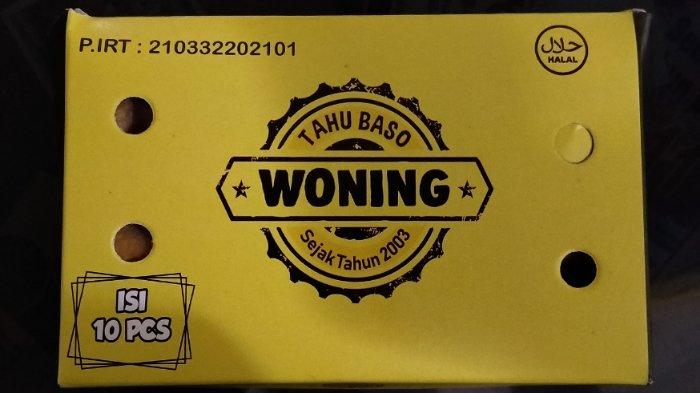 P.IRT : 210332202101
حلال
HALAL
TAHU BASO
WONING
Sejak Tahun 2003
ISI
10 PCS